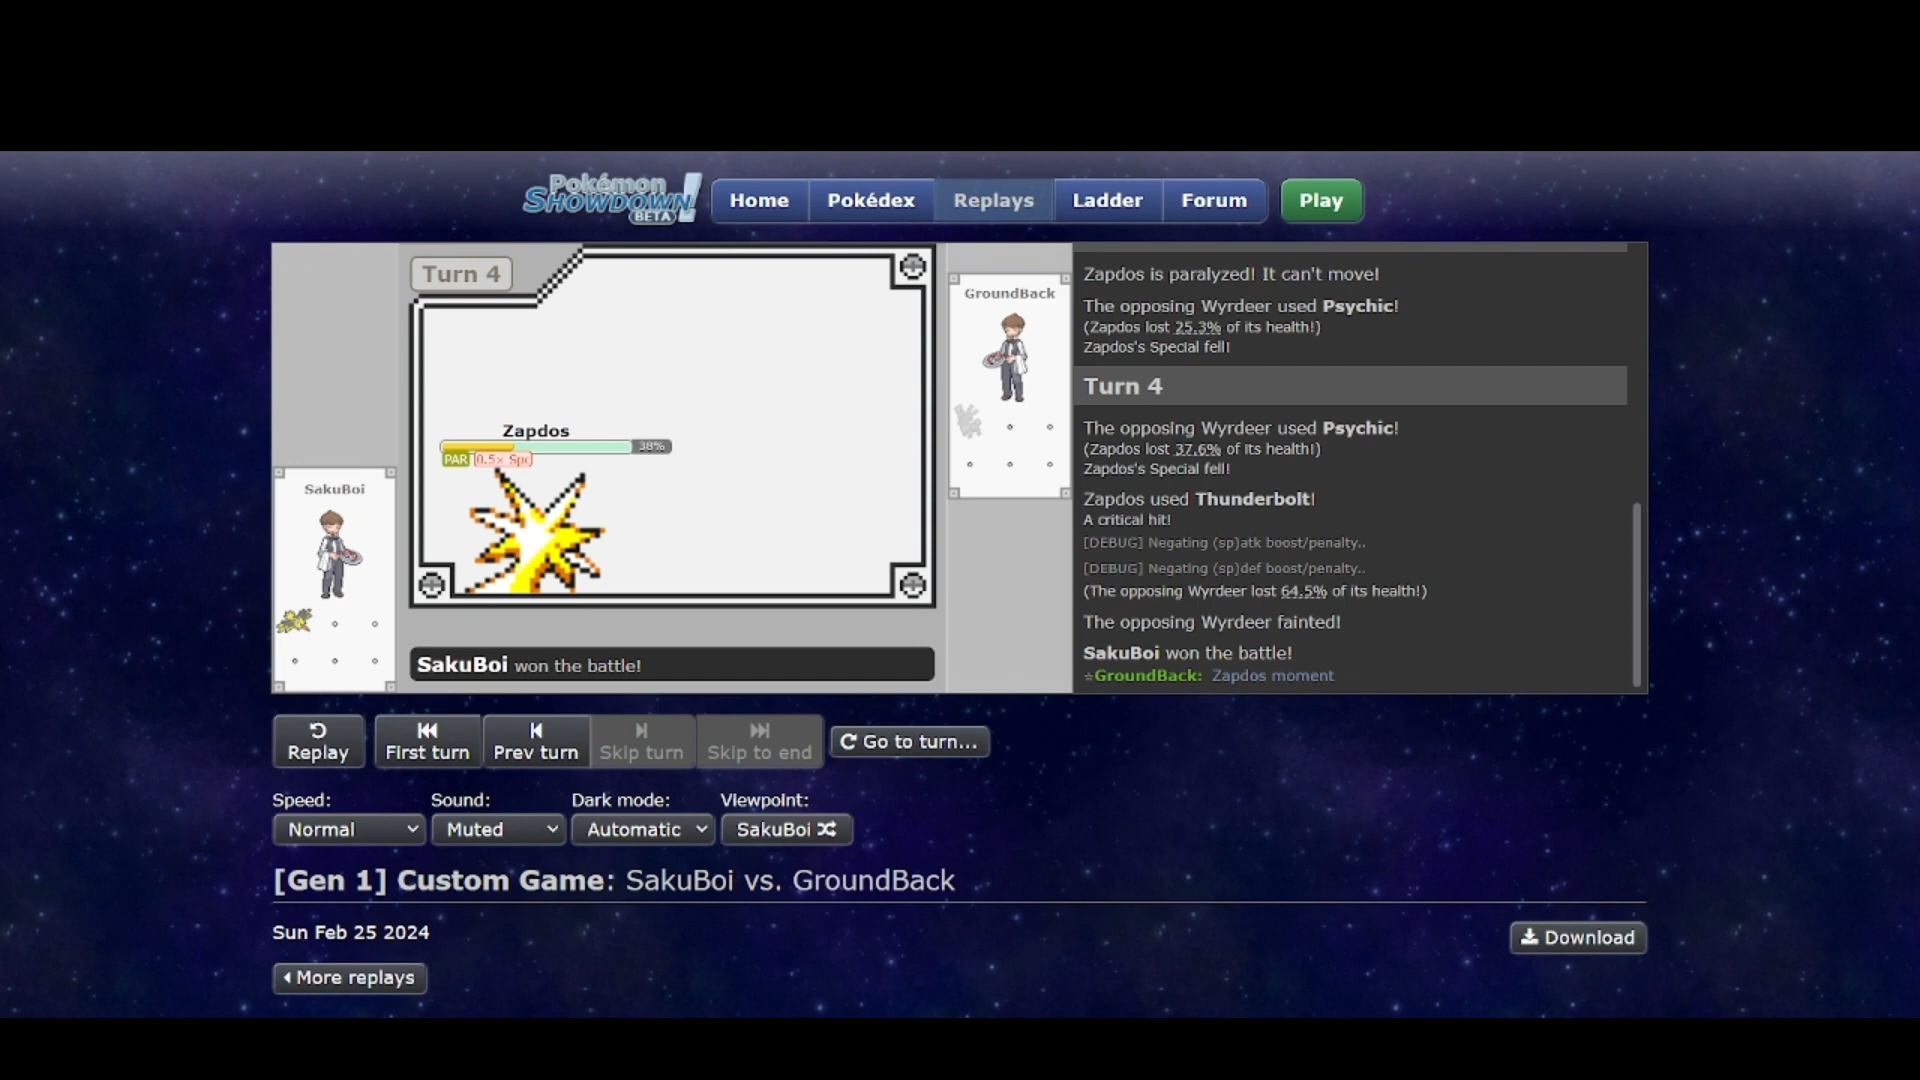 Pokémon
SHOWDOWN!
BETA
Home
Pokédex
Replays
Ladder
Forum
Play
Turn 4
Zapdos
38%
PAR
0.5× Spc
SakuBoi
GroundBack
SakuBoi won the battle!
Zapdos is paralyzed! It can't move!
The opposing Wyrdeer used Psychic!
(Zapdos lost 25.3% of its health!)
Zapdos's Special fell!
Turn 4
The opposing Wyrdeer used Psychic!
(Zapdos lost 37.6% of its health!)
Zapdos's Special fell!
Zapdos used Thunderbolt!
A critical hit!
[DEBUG] Negating (sp)atk boost/penalty..
[DEBUG] Negating (sp)def boost/penalty..
(The opposing Wyrdeer lost 64.5% of its health!)
The opposing Wyrdeer fainted!
SakuBoi won the battle!
☆GroundBack: Zapdos moment
Replay
First turn
Prev turn
Skip turn
Skip to end
Go to turn...
Speed:
Sound:
Dark mode:
Viewpoint:
Normal
Muted
Automatic
SakuBoi
[Gen 1] Custom Game: SakuBoi vs. GroundBack
Sun Feb 25 2024
Download
More replays